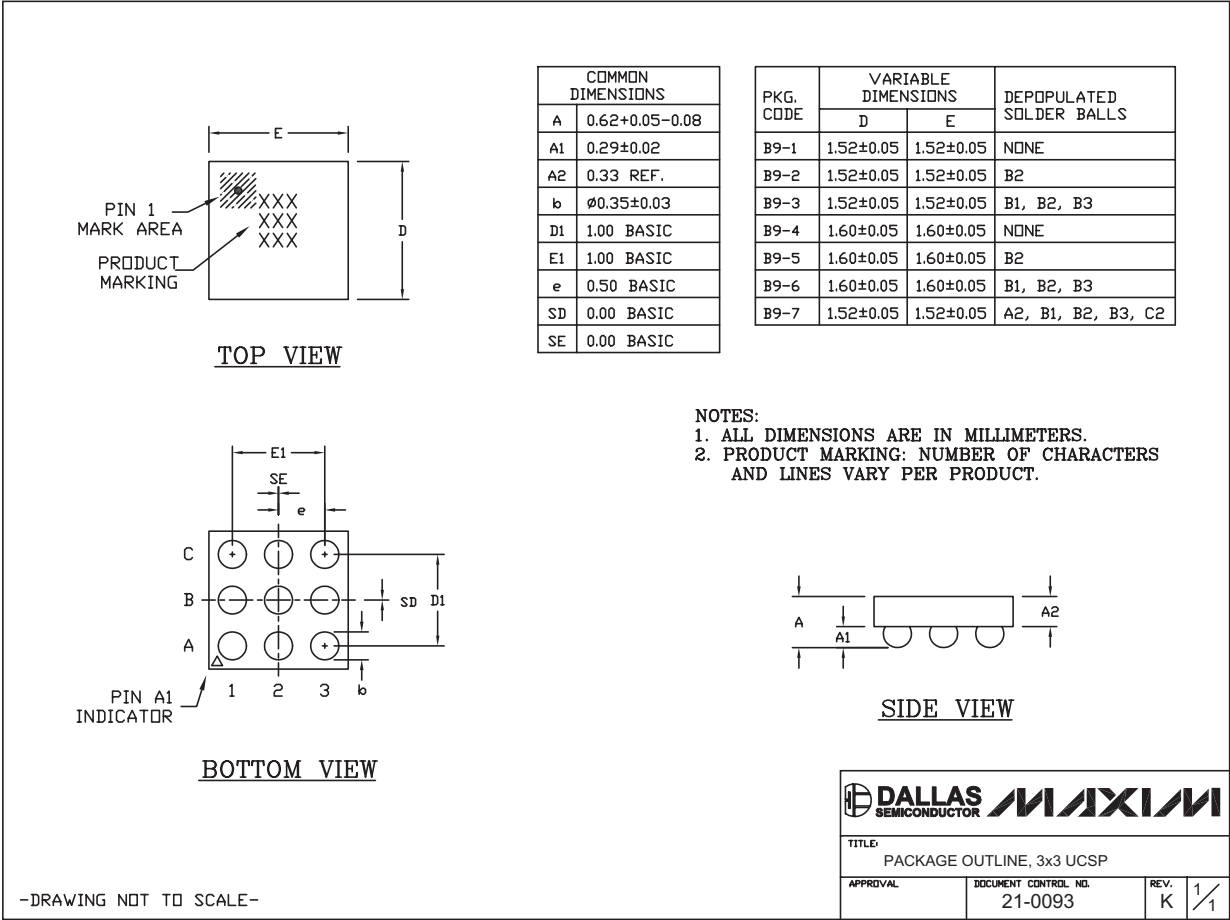 E
PIN 1
MARK AREA
XXX
XXX
XXX
D
PRODUCT
MARKING
TOP VIEW
COMMON
DIMENSIONS
A 0.62+0.05-0.08
A1 0.29±0.02
A2 0.33 REF.
b ø0.35±0.03
D1 1.00 BASIC
E1 1.00 BASIC
e 0.50 BASIC
SD 0.00 BASIC
SE 0.00 BASIC
PKG. CODE VARIABLE DIMENSIONS DEPOPULATED SOLDER BALLS
D E
B9-1 1.52±0.05 1.52±0.05 NONE
B9-2 1.52±0.05 1.52±0.05 B2
B9-3 1.52±0.05 1.52±0.05 B1, B2, B3
B9-4 1.60±0.05 1.60±0.05 NONE
B9-5 1.60±0.05 1.60±0.05 B2
B9-6 1.60±0.05 1.60±0.05 B1, B2, B3
B9-7 1.52±0.05 1.52±0.05 A2, B1, B2, B3, C2
NOTES:
1. ALL DIMENSIONS ARE IN MILLIMETERS.
2. PRODUCT MARKING: NUMBER OF CHARACTERS
AND LINES VARY PER PRODUCT.
E1
SE
e
C
B SD D1
A
1 2 3 b
PIN A1
INDICATOR
BOTTOM VIEW
A A1 A2
SIDE VIEW
DALLAS SEMICONDUCTOR MAXIM
TITLE:
PACKAGE OUTLINE, 3x3 UCSP
APPROVAL DOCUMENT CONTROL NO. REV.
21-0093 K 1/1
-DRAWING NOT TO SCALE-